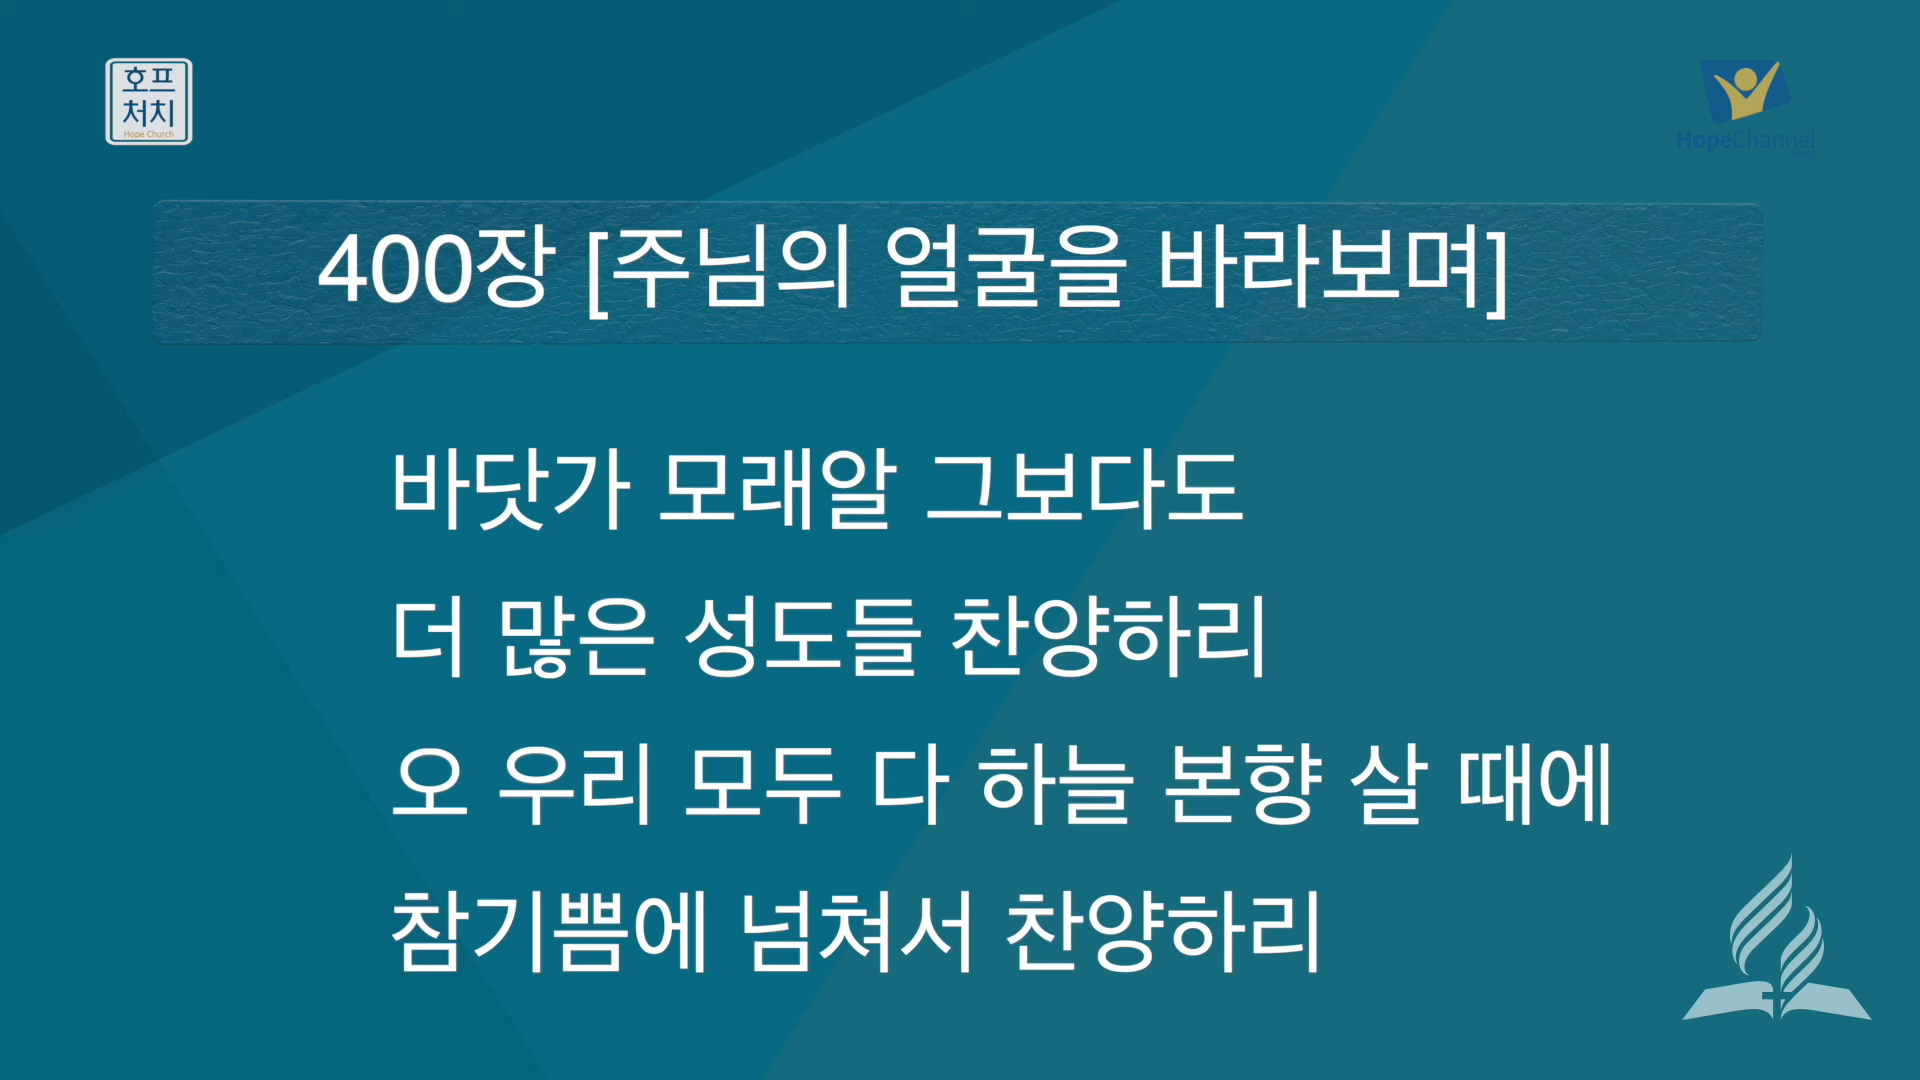 호프
처치
Hope Church
HopeChannel
400장 [주님의 얼굴을 바라보며]
바닷가 모래알 그보다도
더 많은 성도들 찬양하리
오 우리 모두 다 하늘 본향 살 때에
참기쁨에 넘쳐서 찬양하리